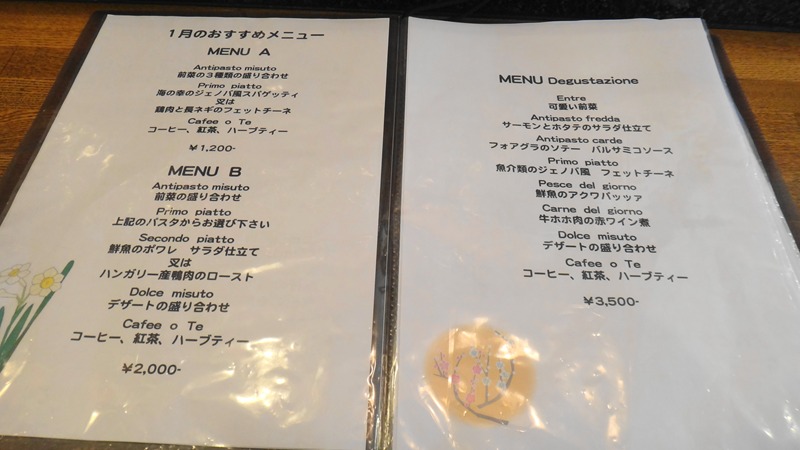 1月のおすすめメニュー
MENU A
Antipasto misuto
前菜の3種類の盛り合わせ
Primo piatto
海の幸のジェノバ風スパゲッティ
又は
鶏肉と長ネギのフェットチーネ
Cafee o Te
コーヒー、紅茶、ハーブティー
￥1,200-
MENU B
Antipasto misuto
前菜の盛り合わせ
Primo piatto
上記のパスタからお選び下さい
Secondo piatto
鮮魚のポワレ サラダ仕立て
又は
ハンガリー産鴨肉のロースト
Dolce misuto
デザートの盛り合わせ
Cafee o Te
コーヒー、紅茶、ハーブティー
￥2,000-
MENU Degustazione
Entre
可愛い前菜
Antipasto fredda
サーモンとホタテのサラダ仕立て
Antipasto carde
フォアグラのソテー バルサミコソース
Primo piatto
魚介類のジェノバ風 フェットチーネ
Pesce del giorno
鮮魚のアクワパッツァ
Carne del giorno
牛ホホ肉の赤ワイン煮
Dolce misuto
デザートの盛り合わせ
Cafee o Te
コーヒー、紅茶、ハーブティー
￥3,500-